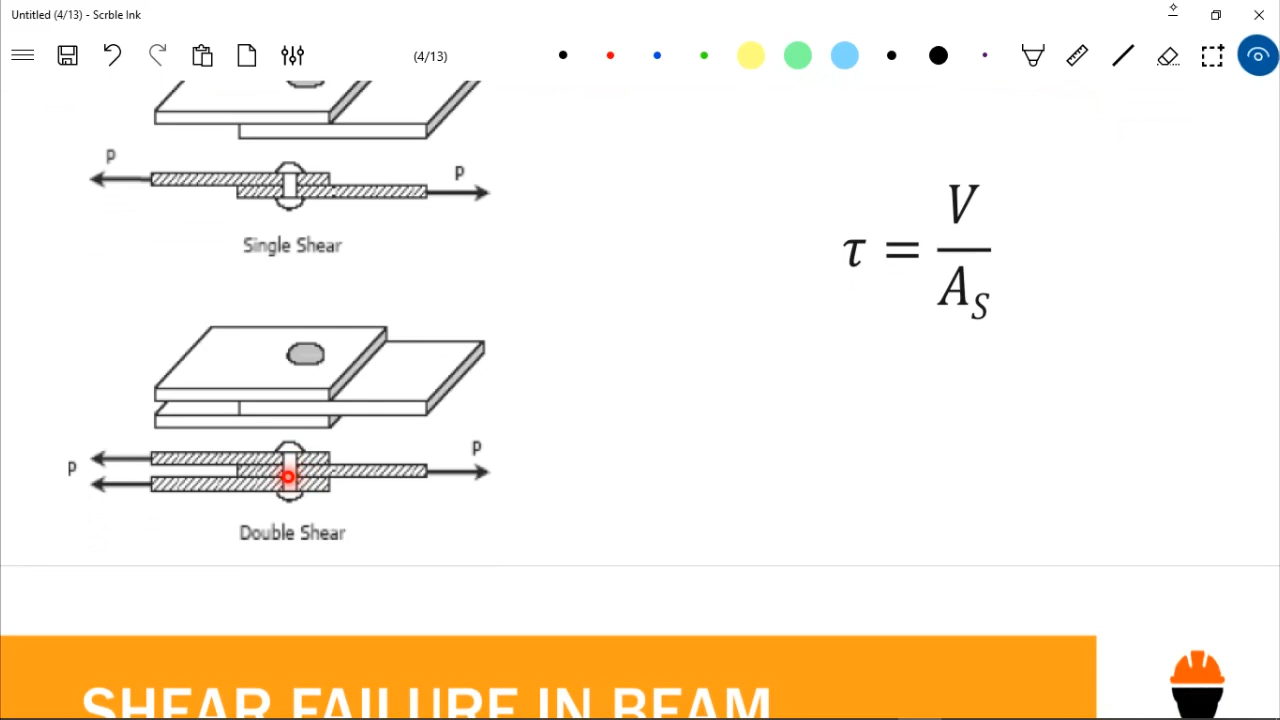 Untitled (4/13) - Scrble Ink
(4/13)
P
P
Single Shear
τ = V / A_S
P
P
Double Shear
SHEAR FAILURE IN BEAM